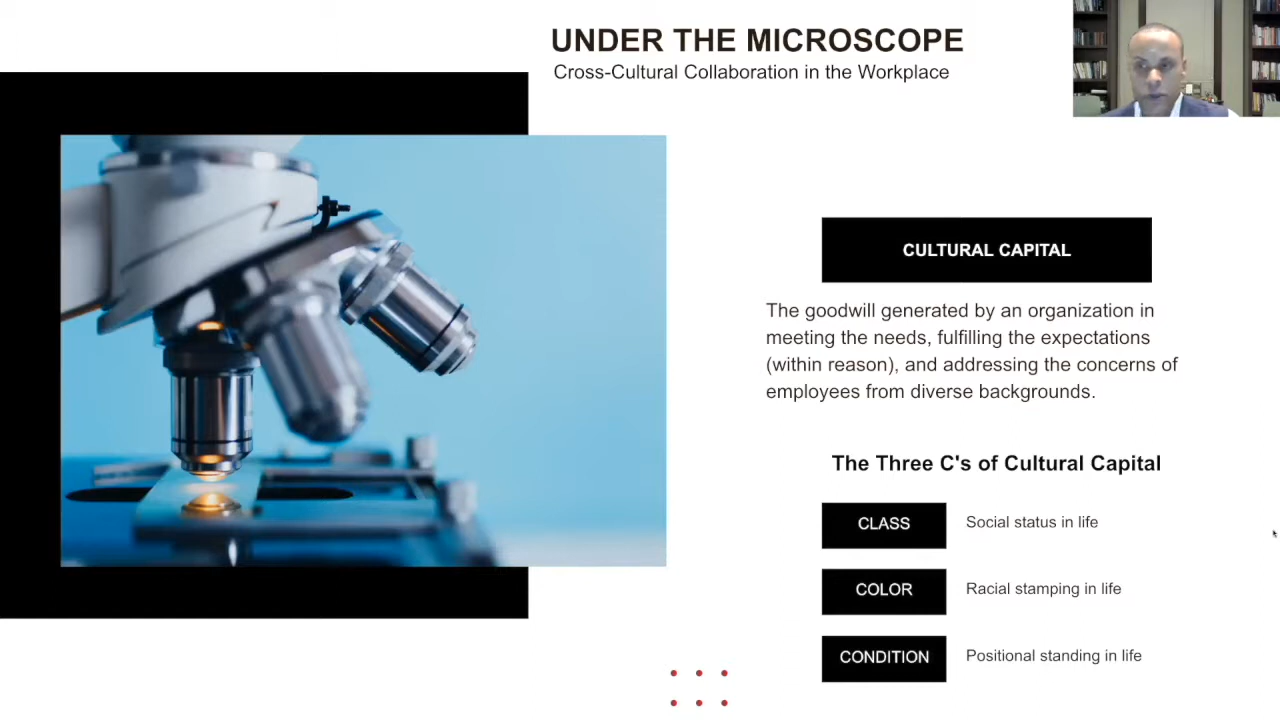 UNDER THE MICROSCOPE
Cross-Cultural Collaboration in the Workplace
CULTURAL CAPITAL
The goodwill generated by an organization in
meeting the needs, fulfilling the expectations
(within reason), and addressing the concerns of
employees from diverse backgrounds.
The Three C's of Cultural Capital
CLASS Social status in life
COLOR Racial stamping in life
CONDITION Positional standing in life